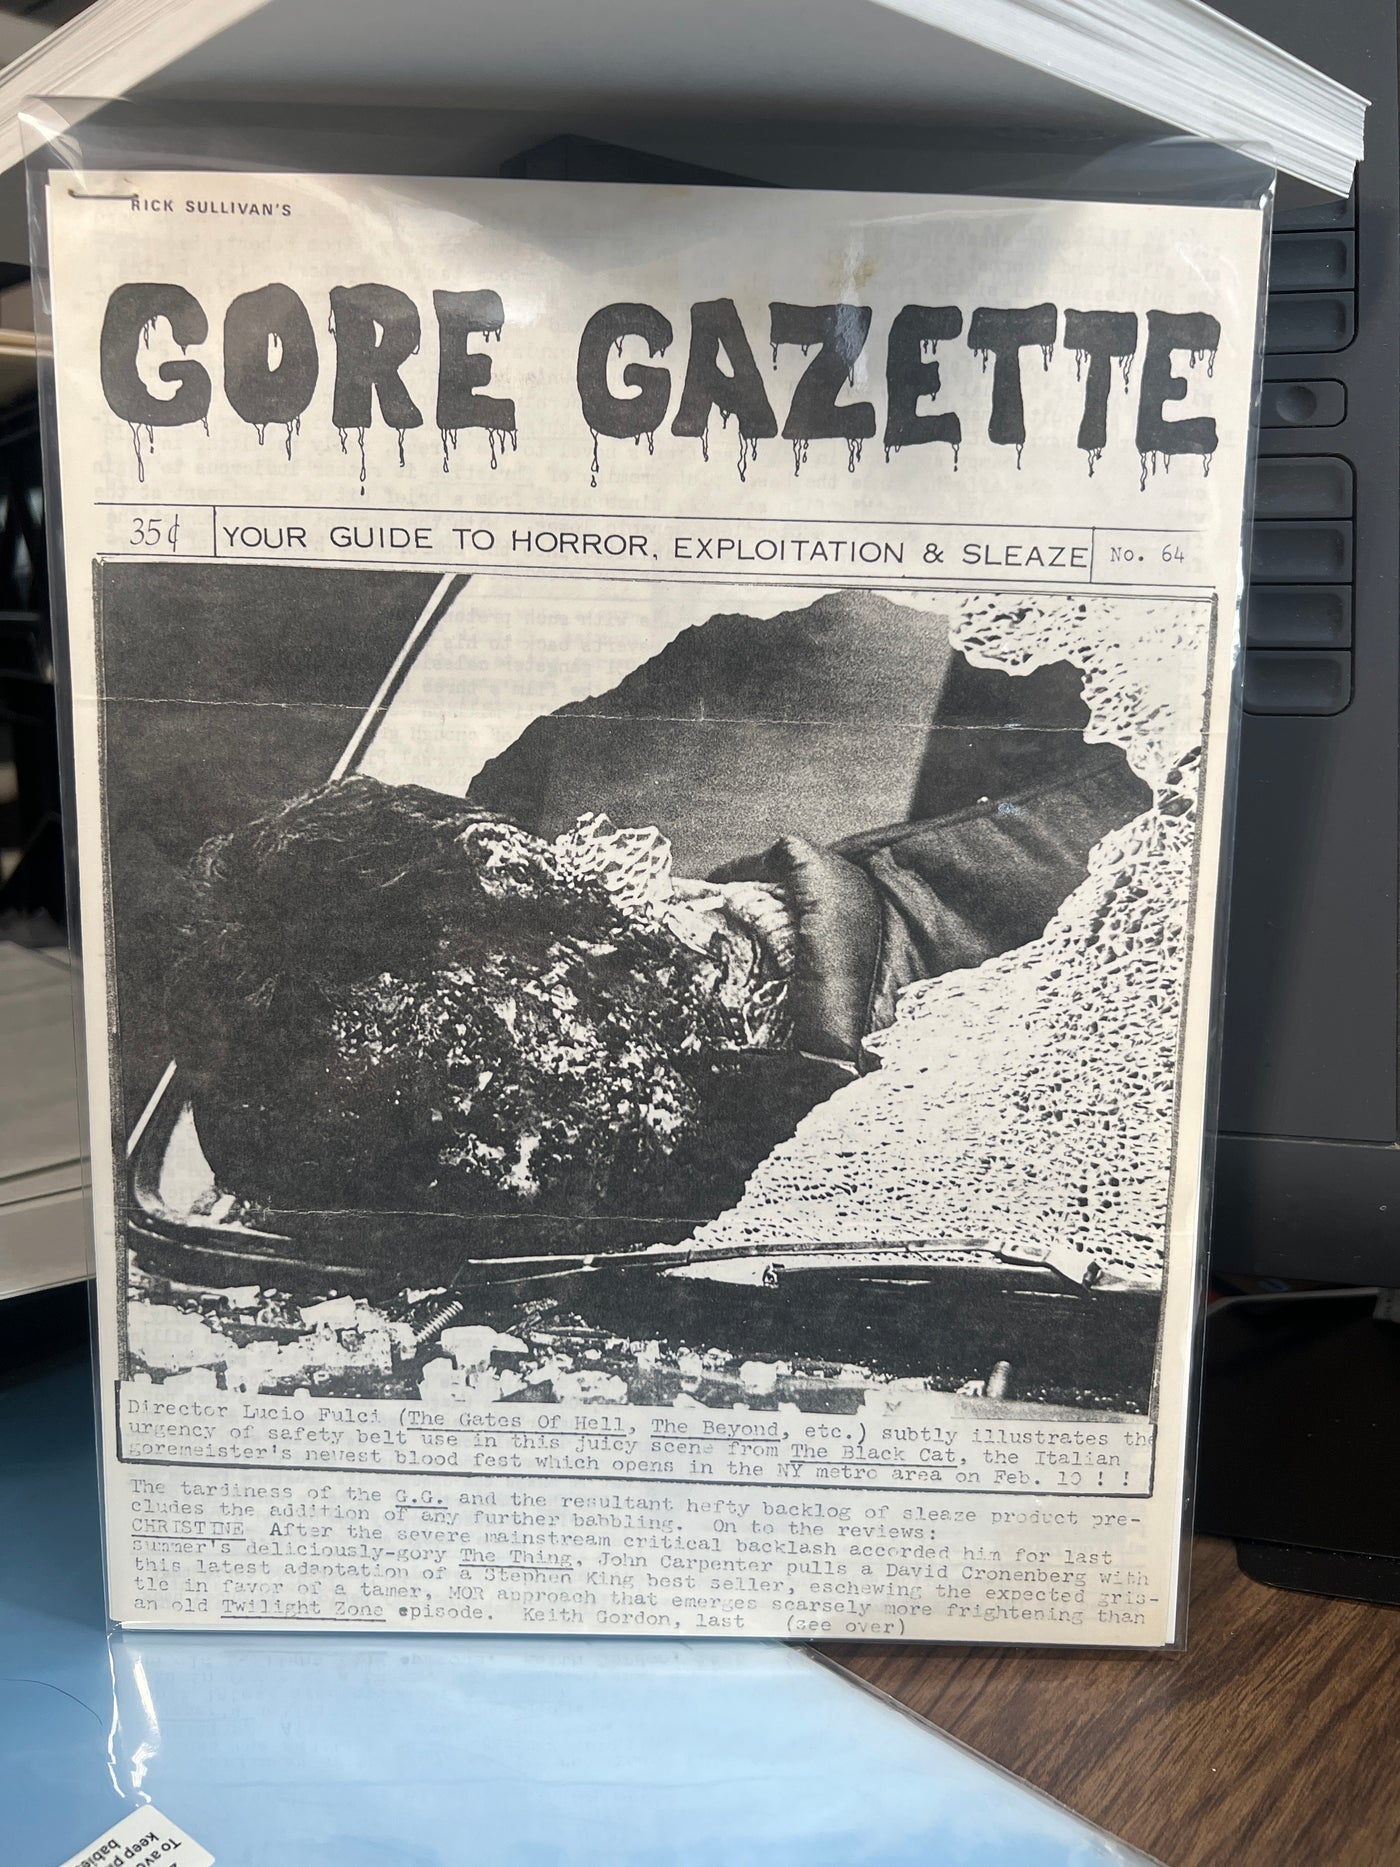 RICK SULLIVAN'S
GORE GAZETTE
35¢ YOUR GUIDE TO HORROR, EXPLOITATION & SLEAZE No. 64
Director Lucio Fulci (The Gates Of Hell, The Beyond, etc.) subtly illustrates the
urgency of safety belt use in this juicy scene from The Black Cat, the Italian
goremeister's newest blood fest which opens in the NY metro area on Feb. 10 ! !
The tardiness of the G.G. and the resultant hefty backlog of sleaze product pre-
cludes the addition of any further babbling. On to the reviews:
CHRISTINE After the severe mainstream critical backlash accorded him for last
summer's deliciously-gory The Thing, John Carpenter pulls a David Cronenberg with
this latest adaptation of a Stephen King best seller, eschewing the expected gris-
tle in favor of a tamer, MOR approach that emerges scarsely more frightening than
an old Twilight Zone episode. Keith Gordon, last (see over)
To avo
keep p
babie